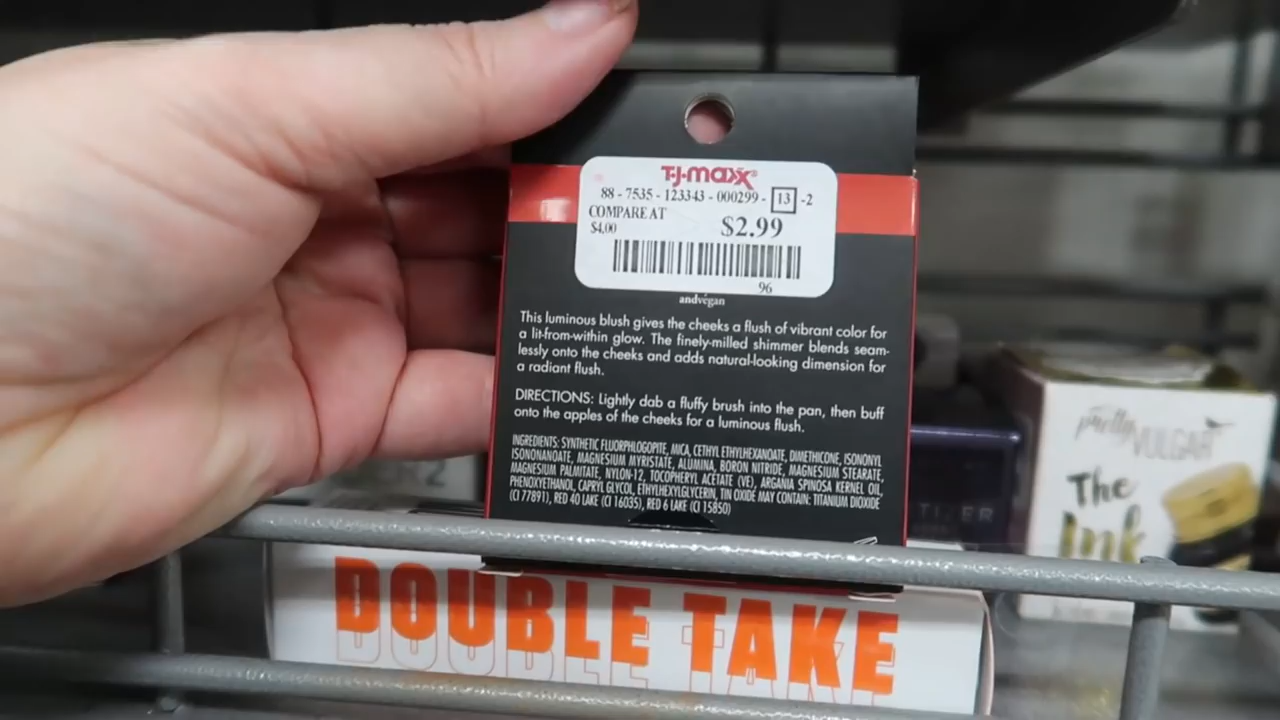 T·J·maxx®
88 - 7535 - 123343 - 000299 - 13 -2
COMPARE AT
$4.00
$2.99
96
andvegan
This luminous blush gives the cheeks a flush of vibrant color for
a lit-from-within glow. The finely-milled shimmer blends seam-
lessly onto the cheeks and adds natural-looking dimension for
a radiant flush.
DIRECTIONS: Lightly dab a fluffy brush into the pan, then buff
onto the apples of the cheeks for a luminous flush.
INGREDIENTS: SYNTHETIC FLUORPHLOGOPITE, MICA, CETHYL ETHYLHEXANOATE, DIMETHICONE, ISONONYL
ISONONANOATE, MAGNESIUM MYRISTATE, ALUMINA, BORON NITRIDE, MAGNESIUM STEARATE,
MAGNESIUM PALMITATE, NYLON-12, TOCOPHERYL ACETATE (VE), ARGANIA SPINOSA KERNEL OIL,
PHENOXYETHANOL, CAPRYL GLYCOL, ETHYLHEXYLGLYCERIN, TIN OXIDE MAY CONTAIN: TITANIUM DIOXIDE
(CI 77891), RED 40 LAKE (CI 16035), RED 6 LAKE (CI 15850)
pretty VULGAR
The
Ink
DOUBLE TAKE
DOUBLE TAKE